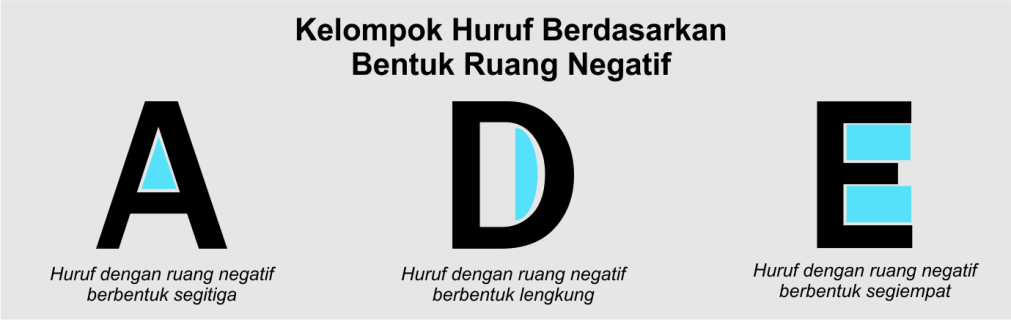 Kelompok Huruf Berdasarkan
Bentuk Ruang Negatif
A
D
E
Huruf dengan ruang negatif
berbentuk segitiga
Huruf dengan ruang negatif
berbentuk lengkung
Huruf dengan ruang negatif
berbentuk segiempat